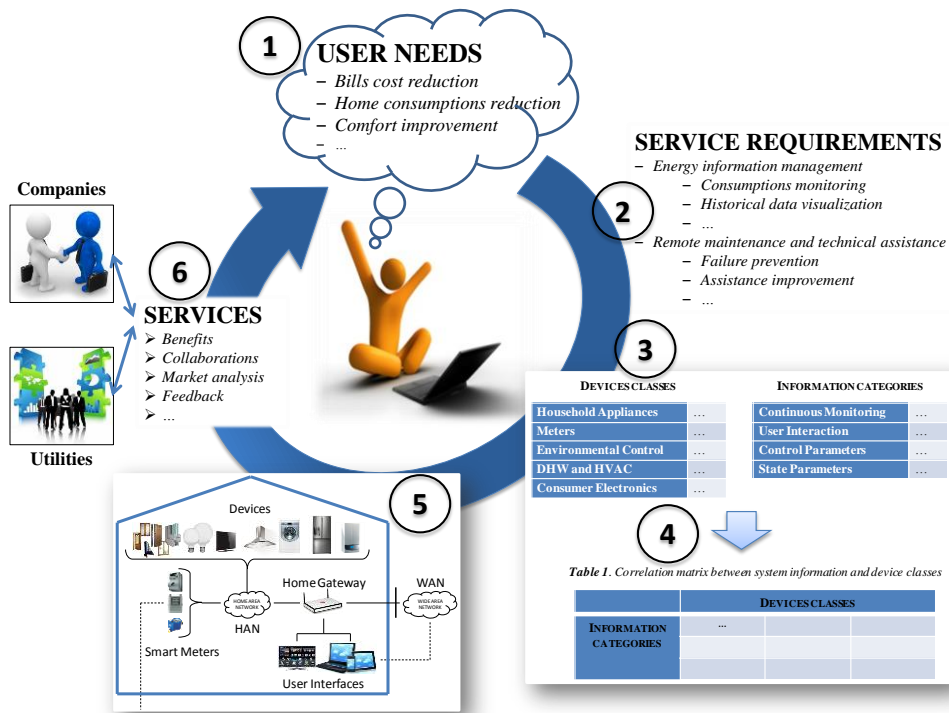 1
USER NEEDS
– Bills cost reduction
– Home consumptions reduction
– Comfort improvement
- ...
2
SERVICE REQUIREMENTS
– Energy information management
– Consumptions monitoring
– Historical data visualization
– ...
– Remote maintenance and technical assistance
– Failure prevention
– Assistance improvement
– ...
3
DEVICES CLASSES
Household Appliances ...
Meters ...
Environmental Control ...
DHW and HVAC ...
Consumer Electronics ...
INFORMATION CATEGORIES
Continuous Monitoring ...
User Interaction ...
Control Parameters ...
State Parameters ...
4
Table 1. Correlation matrix between system information and device classes
DEVICES CLASSES
INFORMATION
CATEGORIES
...
5
Devices
Home Gateway
WAN
HOME AREA
NETWORK
WIDE AREA
NETWORK
HAN
Smart Meters
User Interfaces
6
SERVICES
➢ Benefits
➢ Collaborations
➢ Market analysis
➢ Feedback
➢ ...
Companies
Utilities